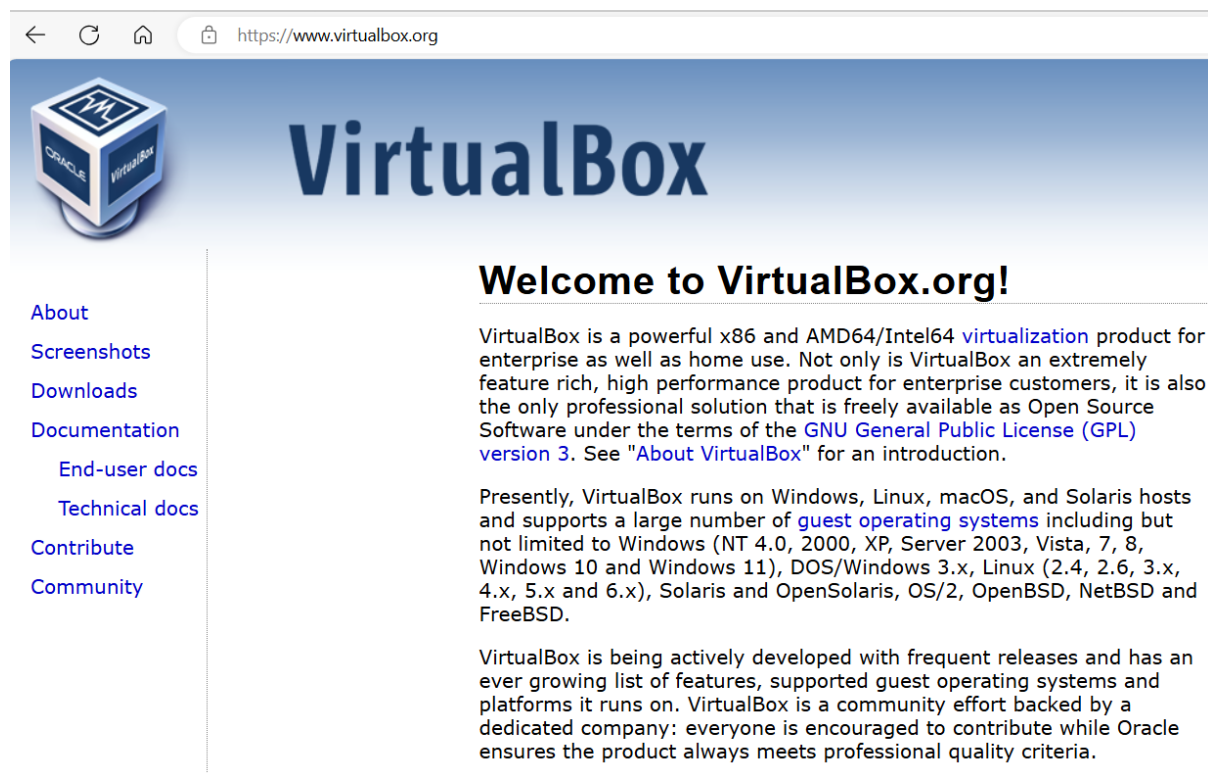 https://www.virtualbox.org
ORACLE
VirtualBox
VirtualBox
Welcome to VirtualBox.org!
About
Screenshots
Downloads
Documentation
End-user docs
Technical docs
Contribute
Community
VirtualBox is a powerful x86 and AMD64/Intel64 virtualization product for
enterprise as well as home use. Not only is VirtualBox an extremely
feature rich, high performance product for enterprise customers, it is also
the only professional solution that is freely available as Open Source
Software under the terms of the GNU General Public License (GPL)
version 3. See "About VirtualBox" for an introduction.
Presently, VirtualBox runs on Windows, Linux, macOS, and Solaris hosts
and supports a large number of guest operating systems including but
not limited to Windows (NT 4.0, 2000, XP, Server 2003, Vista, 7, 8,
Windows 10 and Windows 11), DOS/Windows 3.x, Linux (2.4, 2.6, 3.x,
4.x, 5.x and 6.x), Solaris and OpenSolaris, OS/2, OpenBSD, NetBSD and
FreeBSD.
VirtualBox is being actively developed with frequent releases and has an
ever growing list of features, supported guest operating systems and
platforms it runs on. VirtualBox is a community effort backed by a
dedicated company: everyone is encouraged to contribute while Oracle
ensures the product always meets professional quality criteria.